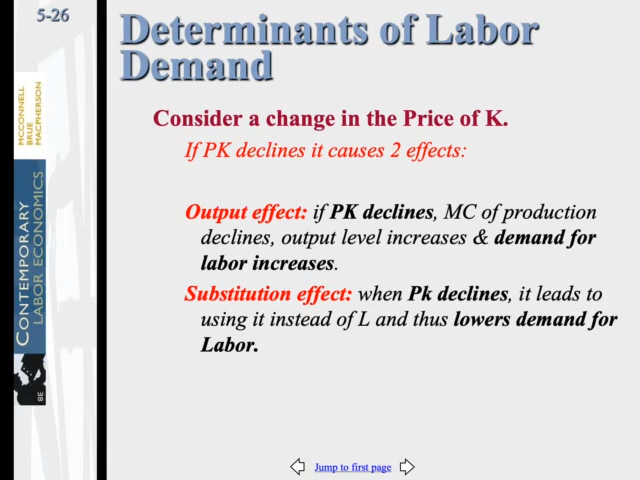 5-26
Determinants of Labor
Demand
Consider a change in the Price of K.
If PK declines it causes 2 effects:
Output effect: if PK declines, MC of production
declines, output level increases & demand for
labor increases.
Substitution effect: when Pk declines, it leads to
using it instead of L and thus lowers demand for
Labor.
MCCONNELL
BRUE
MACPHERSON
CONTEMPORARY
LABOR ECONOMICS
8E
Jump to first page